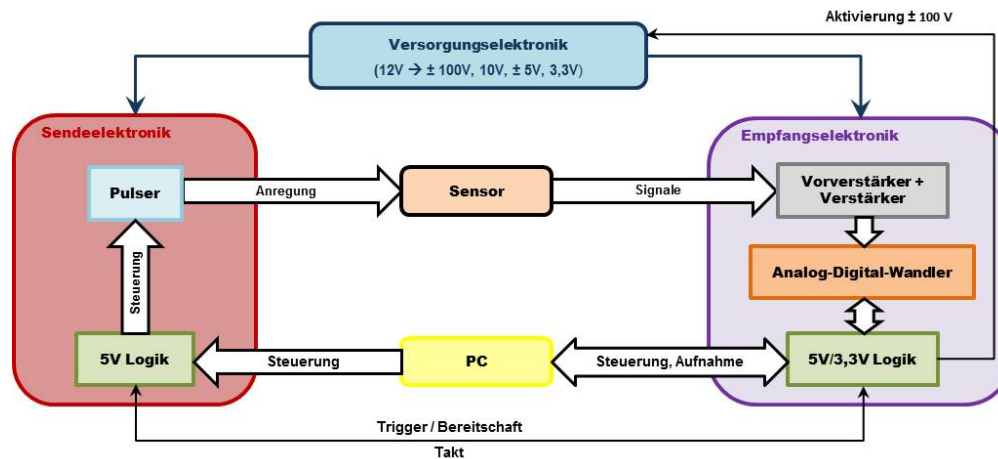 Aktivierung ± 100 V
Versorgungselektronik
(12V → ± 100V, 10V, ± 5V, 3,3V)
Sendeelektronik
Empfangselektronik
Pulser
Anregung
Sensor
Signale
Vorverstärker +
Verstärker
Steuerung
Analog-Digital-Wandler
5V Logik
Steuerung
PC
Steuerung, Aufnahme
5V/3,3V Logik
Trigger / Bereitschaft
Takt